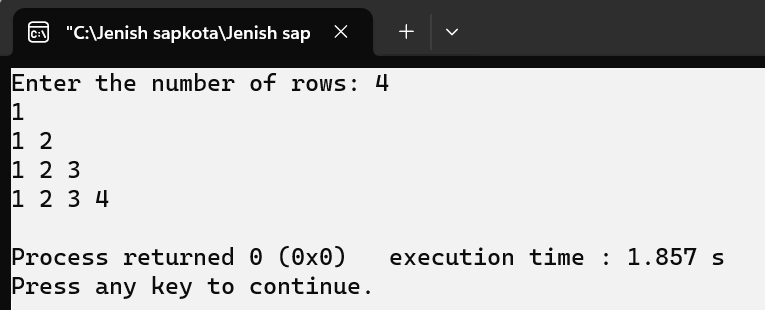 "C:\Jenish sapkota\Jenish sap
Enter the number of rows: 4
1
1 2
1 2 3
1 2 3 4
Process returned 0 (0x0)   execution time : 1.857 s
Press any key to continue.